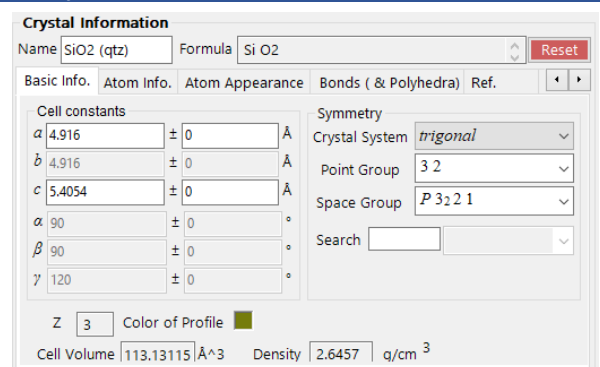 Crystal Information
Name SiO2 (qtz) Formula Si O2 Reset
Basic Info. Atom Info. Atom Appearance Bonds ( & Polyhedra) Ref.
Cell constants
a 4.916 ± 0 Å
b 4.916 ± 0 Å
c 5.4054 ± 0 Å
α 90 ± 0 °
β 90 ± 0 °
γ 120 ± 0 °
Symmetry
Crystal System trigonal
Point Group 3 2
Space Group P 3₂ 2 1
Search
Z 3 Color of Profile
Cell Volume 113.13115 Å^3 Density 2.6457 g/cm 3